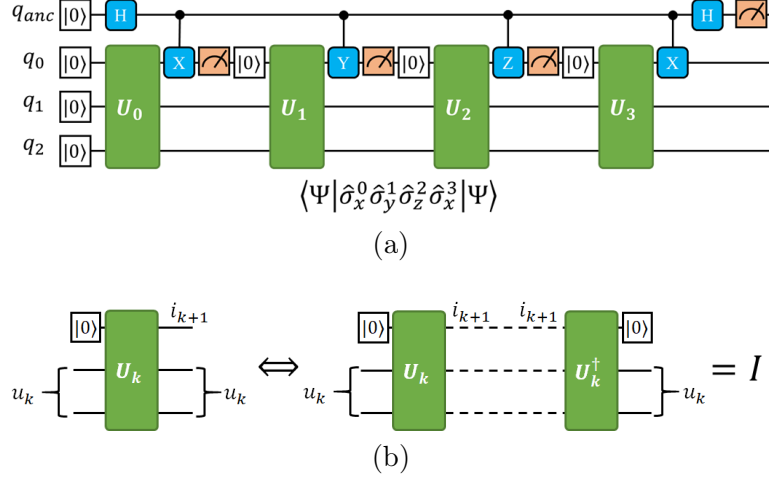 q_anc |0⟩ H H
X Y Z X
q_0 |0⟩ |0⟩ |0⟩ |0⟩
q_1 |0⟩ U_0 U_1 U_2 U_3
q_2 |0⟩
⟨Ψ|σ̂_x^0 σ̂_y^1 σ̂_z^2 σ̂_x^3|Ψ⟩
(a)
i_{k+1} i_{k+1} i_{k+1}
|0⟩ |0⟩ |0⟩
u_k U_k u_k ⇔ u_k U_k U_k^† u_k = I
(b)